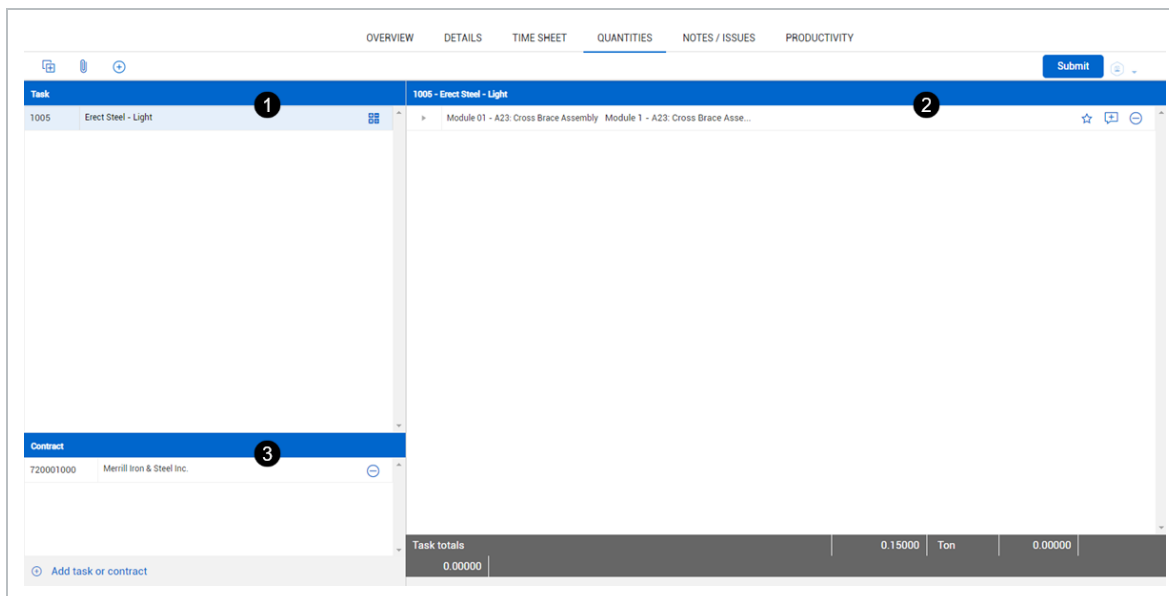 OVERVIEW DETAILS TIME SHEET QUANTITIES NOTES / ISSUES PRODUCTIVITY
Submit
Task 1
1005 Erect Steel - Light
1005 - Erect Steel - Light 2
Module 01 - A23: Cross Brace Assembly Module 1 - A23: Cross Brace Asse...
Contract 3
720001000 Merrill Iron & Steel Inc.
Add task or contract
Task totals 0.15000 Ton 0.00000
0.00000